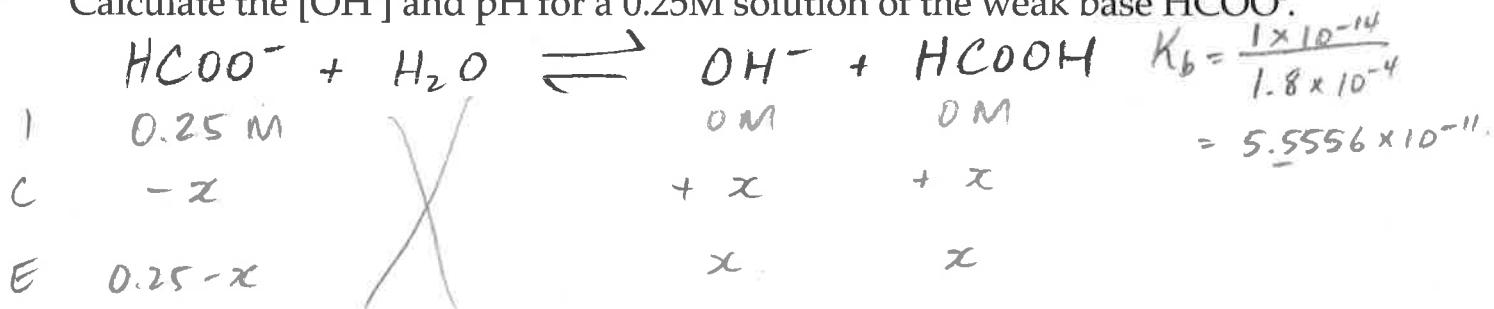 Calculate the [OH⁻] and pH for a 0.25M solution of the weak base HCOO⁻.
HCOO⁻ + H₂O ⇌ OH⁻ + HCOOH K_b = 1 × 10⁻¹⁴ / 1.8 × 10⁻⁴
I 0.25 M 0 M 0 M = 5.5556 × 10⁻¹¹.
C - x + x + x
E 0.25 - x x x